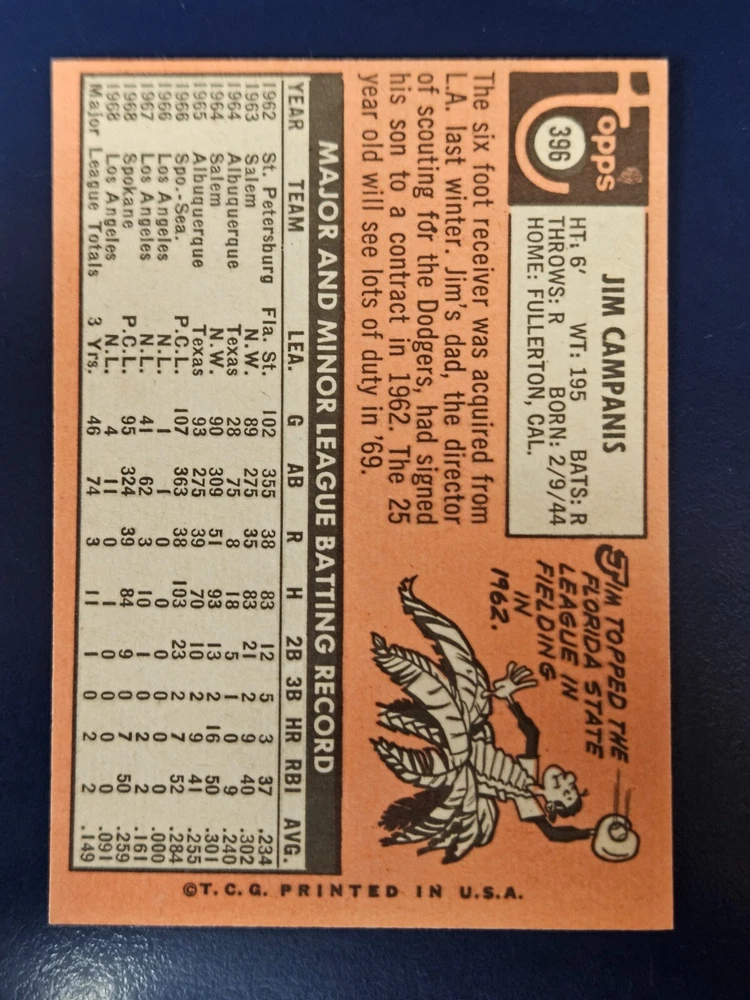 Topps
396
JIM CAMPANIS
HT: 6' WT: 195 BATS: R
THROWS: R BORN: 2/9/44
HOME: FULLERTON, CAL.
The six foot receiver was acquired from
L.A. last winter. Jim's dad, the director
of scouting for the Dodgers, had signed
his son to a contract in 1962. The 25
year old will see lots of duty in '69.
JIM TOPPED THE
FLORIDA STATE
LEAGUE IN
FIELDING
IN
1962.
MAJOR AND MINOR LEAGUE BATTING RECORD
YEAR TEAM LEA. G AB R H 2B 3B HR RBI AVG.
1962 St. Petersburg Fla. St. 102 355 38 83 12 5 3 37 .234
1963 Salem N.W. 89 275 35 83 21 2 9 40 .302
1964 Albuquerque Texas 28 75 8 18 5 1 0 9 .240
1964 Salem N.W. 90 309 51 93 13 2 16 50 .301
1965 Albuquerque Texas 93 275 39 70 10 2 9 41 .255
1966 Spo.-Sea. P.C.L. 107 363 38 103 23 2 7 52 .284
1966 Los Angeles N.L. 1 1 0 0 0 0 0 0 .000
1967 Los Angeles N.L. 41 62 3 10 1 0 2 2 .161
1968 Spokane P.C.L. 95 324 39 84 9 0 7 50 .259
1968 Los Angeles N.L. 4 11 0 1 0 0 0 0 .091
Major League Totals 3 Yrs. 46 74 3 11 1 0 2 2 .149
©T.C.G. PRINTED IN U.S.A.